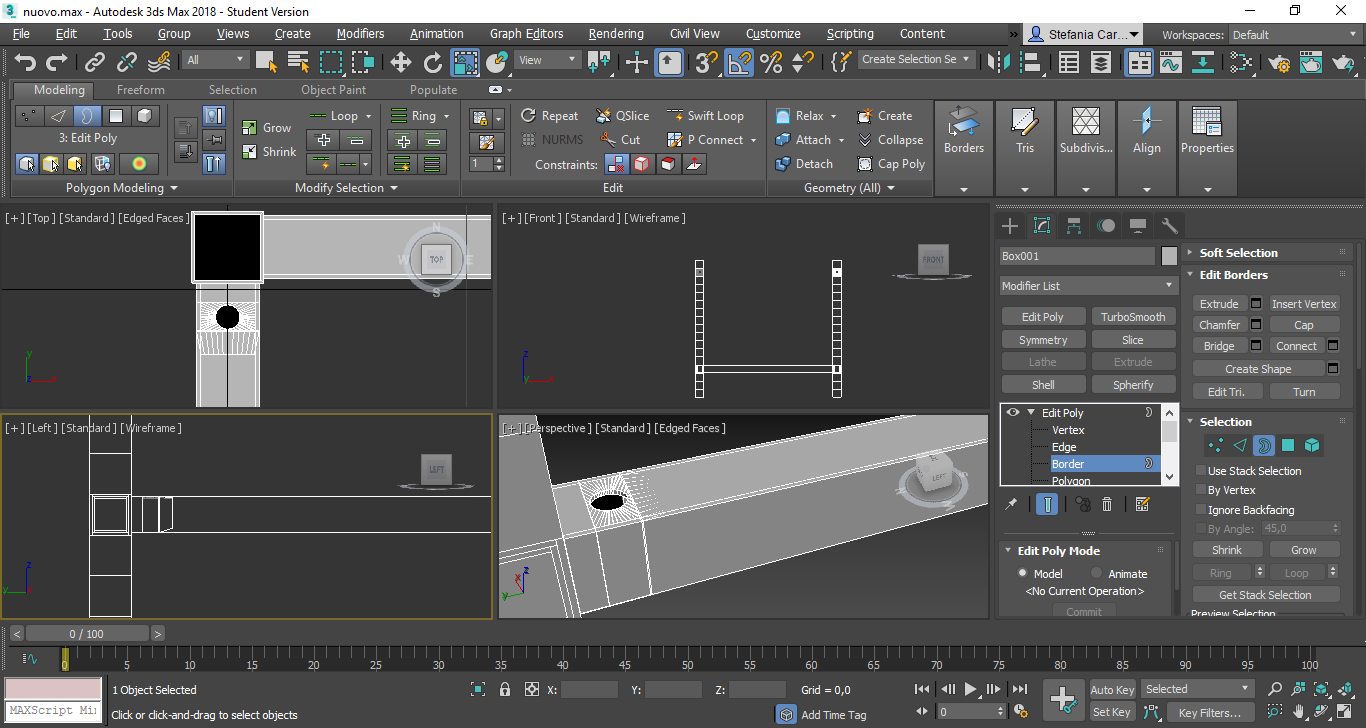 nuovo.max - Autodesk 3ds Max 2018 - Student Version
File Edit Tools Group Views Create Modifiers Animation Graph Editors Rendering Civil View Customize Scripting Content » Stefania Car... Workspaces: Default
All View 3 Create Selection Se
Modeling Freeform Selection Object Paint Populate
3: Edit Poly
Polygon Modeling
Grow
Shrink
Loop Ring
Modify Selection
1
Repeat QSlice Swift Loop
NURMS Cut P Connect
Constraints:
Edit
Relax Create
Attach Collapse
Detach Cap Poly
Geometry (All)
Borders Tris Subdivis... Align Properties
[+] [Top] [Standard] [Edged Faces]
N
W TOP E
S
y
z x
[+] [Front] [Standard] [Wireframe]
FRONT
z
y x
[+] [Left] [Standard] [Wireframe]
LEFT
z
y
[+] [Perspective] [Standard] [Edged Faces]
LEFT
z
x
y
Box001
Modifier List
Edit Poly TurboSmooth
Symmetry Slice
Lathe Extrude
Shell Spherify
Edit Poly
Vertex
Edge
Border
Polygon
Edit Poly Mode
Model Animate
<No Current Operation>
Commit
Soft Selection
Edit Borders
Extrude Insert Vertex
Chamfer Cap
Bridge Connect
Create Shape
Edit Tri. Turn
Selection
Use Stack Selection
By Vertex
Ignore Backfacing
By Angle: 45,0
Shrink Grow
Ring Loop
Get Stack Selection
Preview Selection
< 0 / 100 >
0 5 10 15 20 25 30 35 40 45 50 55 60 65 70 75 80 85 90 95 100
1 Object Selected X: Y: Z: Grid = 0,0 Auto Key Selected
MAXScript Mi Click or click-and-drag to select objects Add Time Tag 0 Set Key Key Filters...